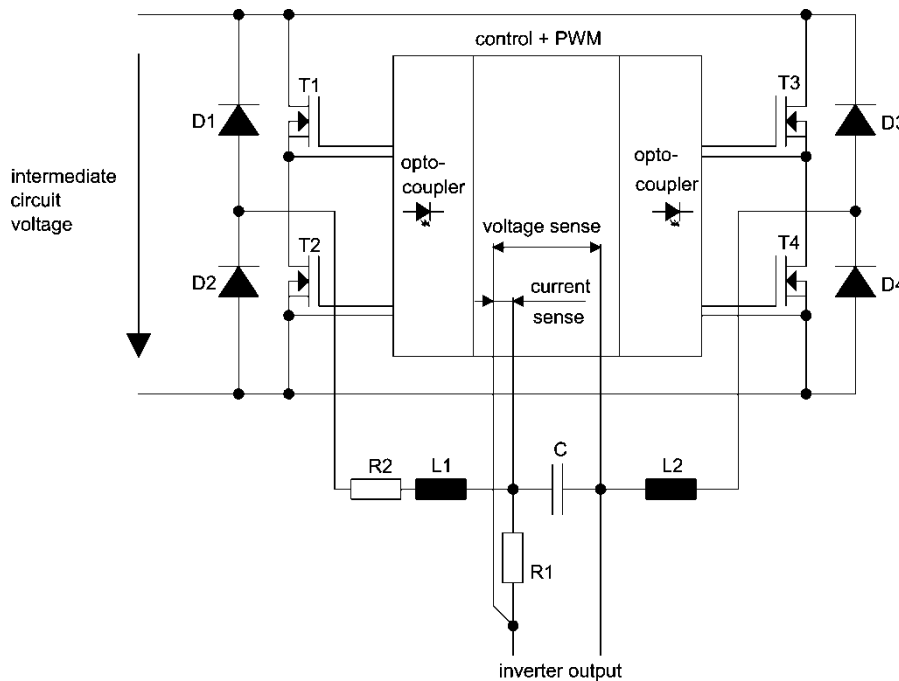 control + PWM
T1
T3
D1
D3
opto-
coupler
opto-
coupler
intermediate
circuit
voltage
voltage sense
T2
T4
D2
D4
current
sense
C
R2
L1
L2
R1
inverter output